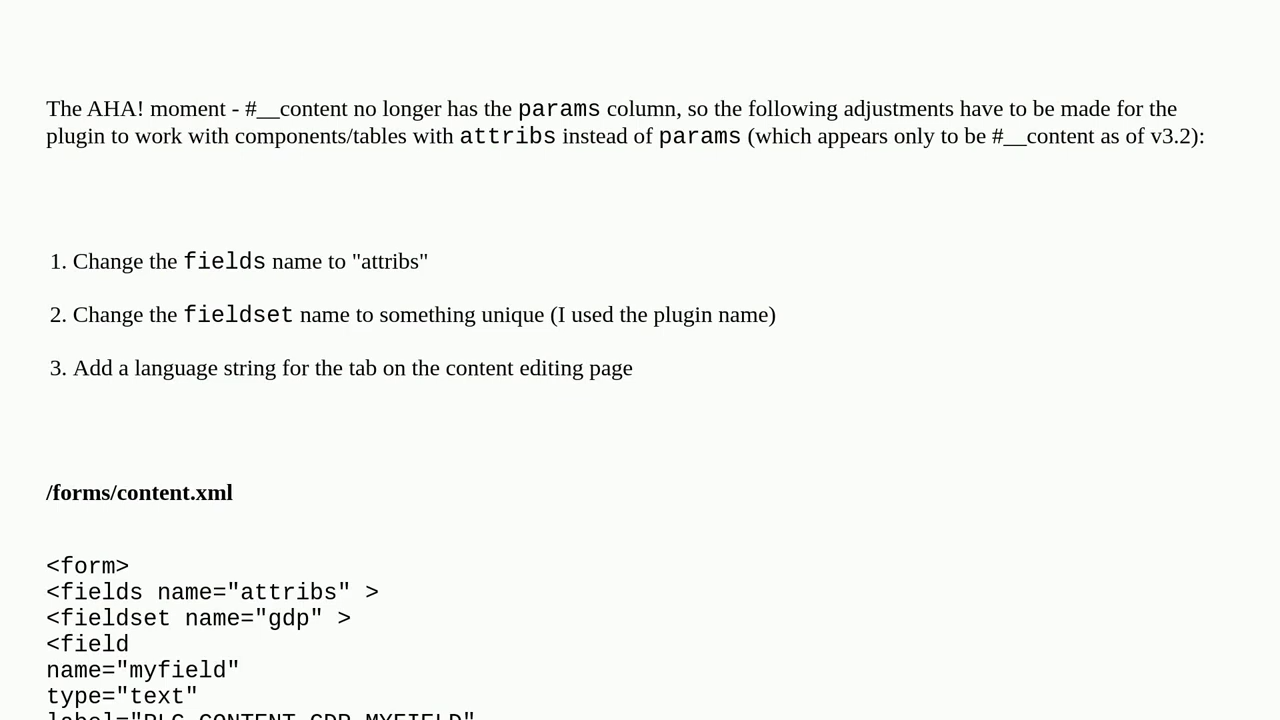 The AHA! moment - #__content no longer has the params column, so the following adjustments have to be made for the
plugin to work with components/tables with attribs instead of params (which appears only to be #__content as of v3.2):
1. Change the fields name to "attribs"
2. Change the fieldset name to something unique (I used the plugin name)
3. Add a language string for the tab on the content editing page
/forms/content.xml
<form>
<fields name="attribs" >
<fieldset name="gdp" >
<field
name="myfield"
type="text"
label="PLG_CONTENT_GDP_MYFIELD"